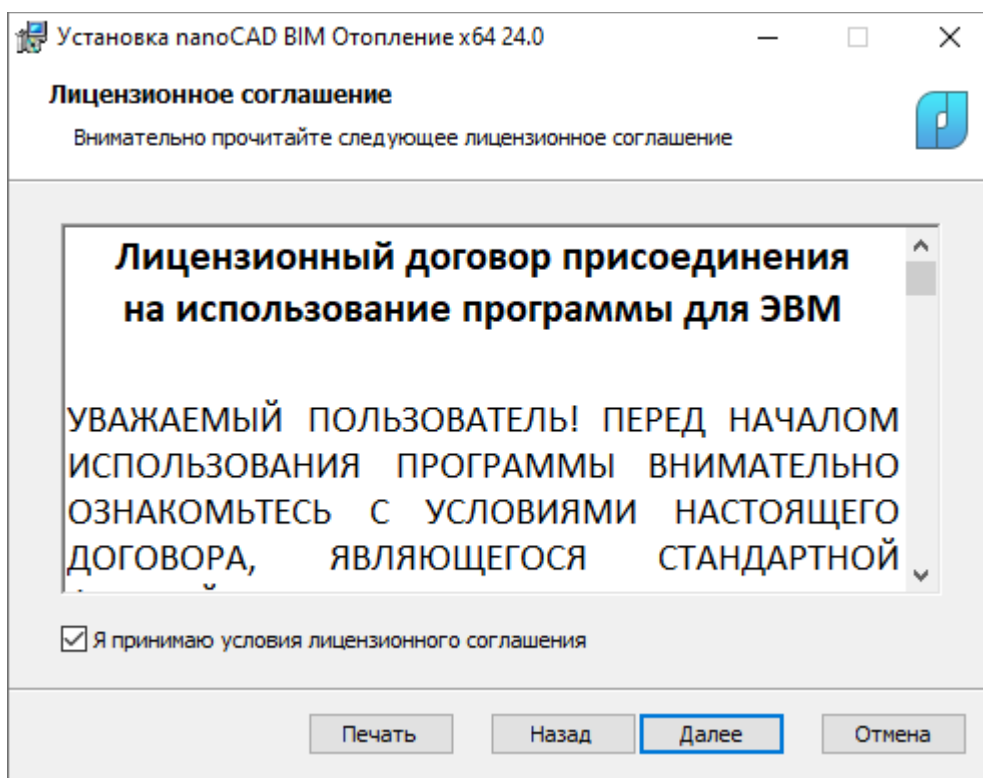 Установка nanoCAD BIM Отопление x64 24.0
Лицензионное соглашение
Внимательно прочитайте следующее лицензионное соглашение
Лицензионный договор присоединения
на использование программы для ЭВМ
УВАЖАЕМЫЙ ПОЛЬЗОВАТЕЛЬ! ПЕРЕД НАЧАЛОМ
ИСПОЛЬЗОВАНИЯ ПРОГРАММЫ ВНИМАТЕЛЬНО
ОЗНАКОМЬТЕСЬ С УСЛОВИЯМИ НАСТОЯЩЕГО
ДОГОВОРА, ЯВЛЯЮЩЕГОСЯ СТАНДАРТНОЙ
Я принимаю условия лицензионного соглашения
Печать Назад Далее Отмена